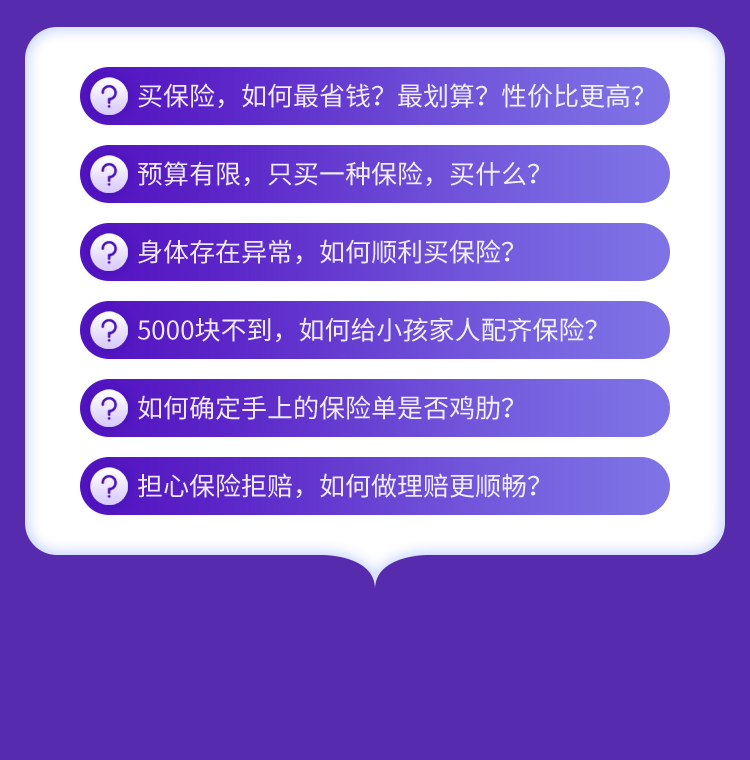 买保险，如何最省钱？最划算？性价比更高？
预算有限，只买一种保险，买什么？
身体存在异常，如何顺利买保险？
5000块不到，如何给小孩家人配齐保险？
如何确定手上的保险单是否鸡肋？
担心保险拒赔，如何做理赔更顺畅？